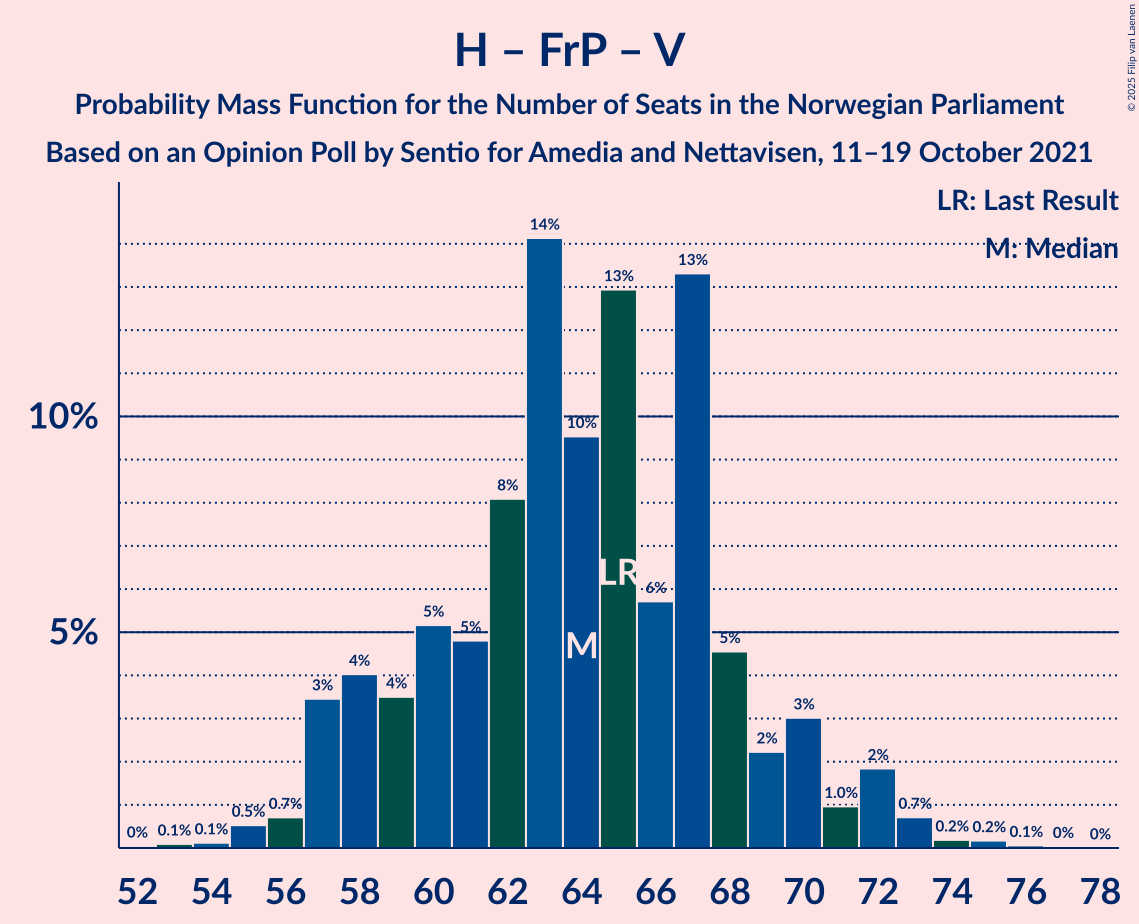 H – FrP – V
Probability Mass Function for the Number of Seats in the Norwegian Parliament
Based on an Opinion Poll by Sentio for Amedia and Nettavisen, 11–19 October 2021
© 2025 Filip van Laenen
LR: Last Result
M: Median
10%
5%
0% 0.1% 0.1% 0.5% 0.7% 3% 4% 4% 5% 5% 8% 14% 10% 13% 6% 13% 5% 2% 3% 1.0% 2% 0.7% 0.2% 0.2% 0.1% 0% 0%
LR
M
52 54 56 58 60 62 64 66 68 70 72 74 76 78